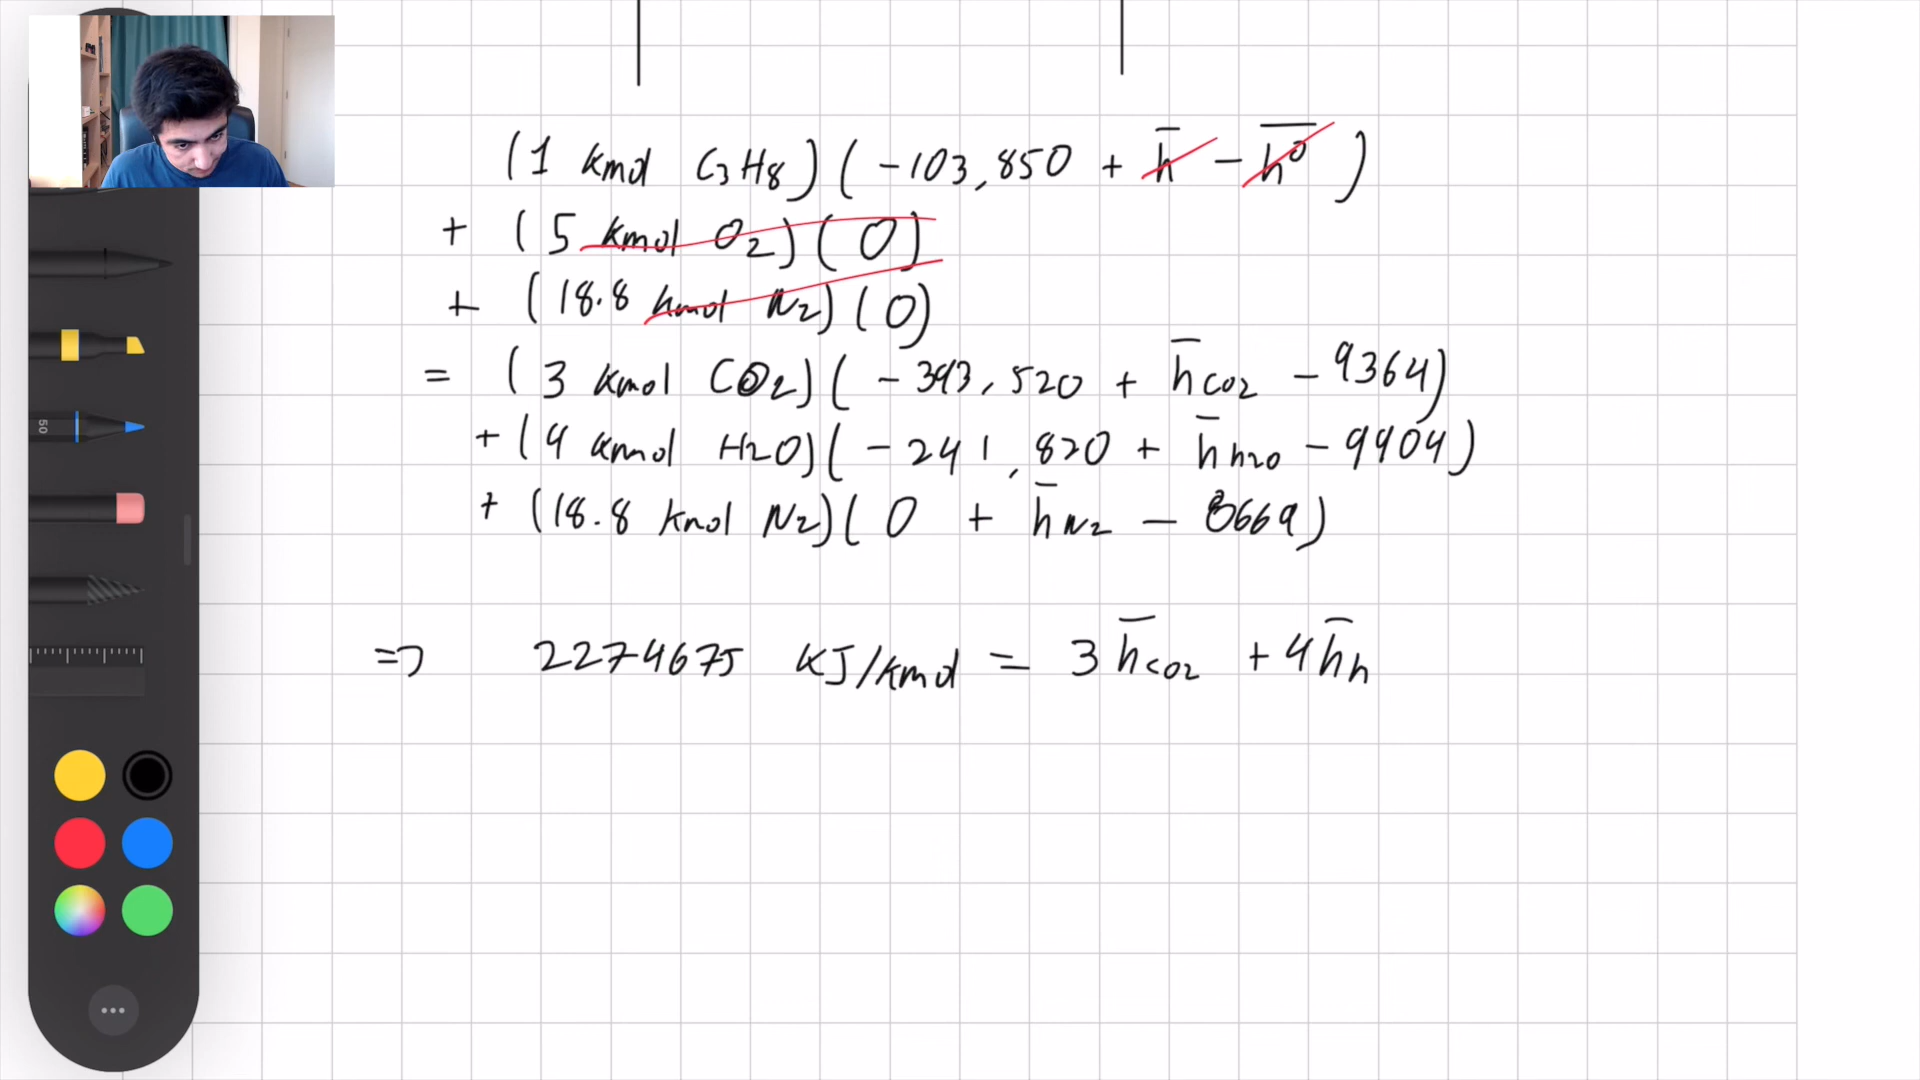 (1 kmol C3H8)(-103,850 + h̅ - h̅⁰)
+ (5 kmol O2)(0)
+ (18.8 kmol N2)(0)
= (3 kmol CO2)(-393,520 + h̅CO2 - 9364)
+ (4 kmol H2O)(-241,820 + h̅H2O - 9904)
+ (18.8 kmol N2)(0 + h̅N2 - 8669)
=> 2274675 KJ/kmol = 3h̅CO2 + 4h̅h
50